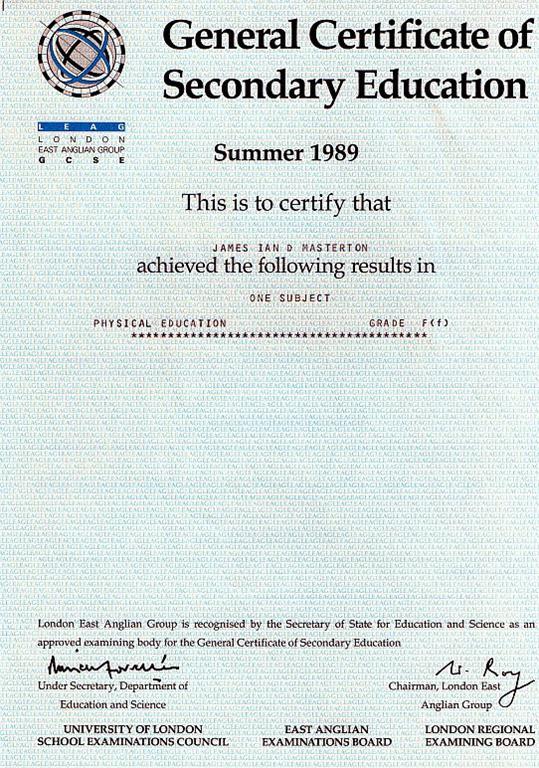 General Certificate of
Secondary Education
LEAG
LONDON
EAST ANGLIAN GROUP
GCSE
Summer 1989
This is to certify that
JAMES IAN D MASTERTON
achieved the following results in
ONE SUBJECT
PHYSICAL EDUCATION GRADE F(f)
****************************************
London East Anglian Group is recognised by the Secretary of State for Education and Science as an
approved examining body for the General Certificate of Secondary Education
Under Secretary, Department of
Education and Science
Chairman, London East
Anglian Group
UNIVERSITY OF LONDON
SCHOOL EXAMINATIONS COUNCIL
EAST ANGLIAN
EXAMINATIONS BOARD
LONDON REGIONAL
EXAMINING BOARD